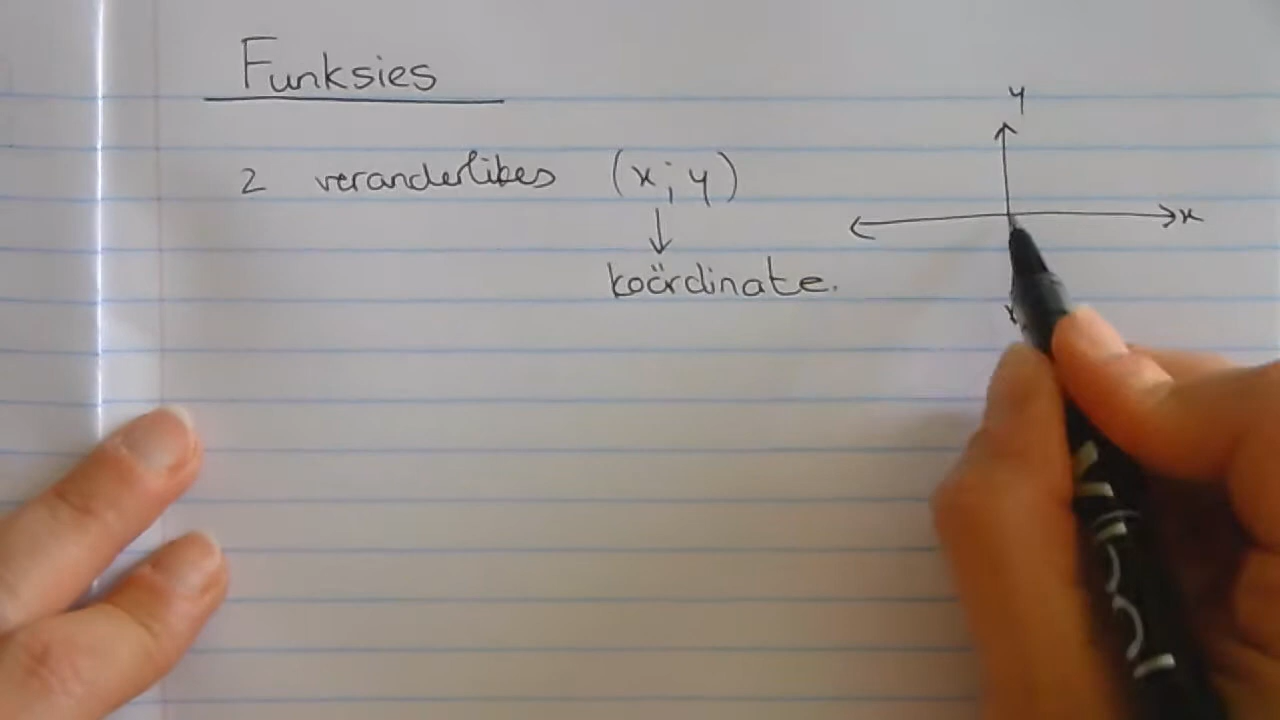 Funksies
2 veranderlikes (x; y)
↓
koördinate.
y
x